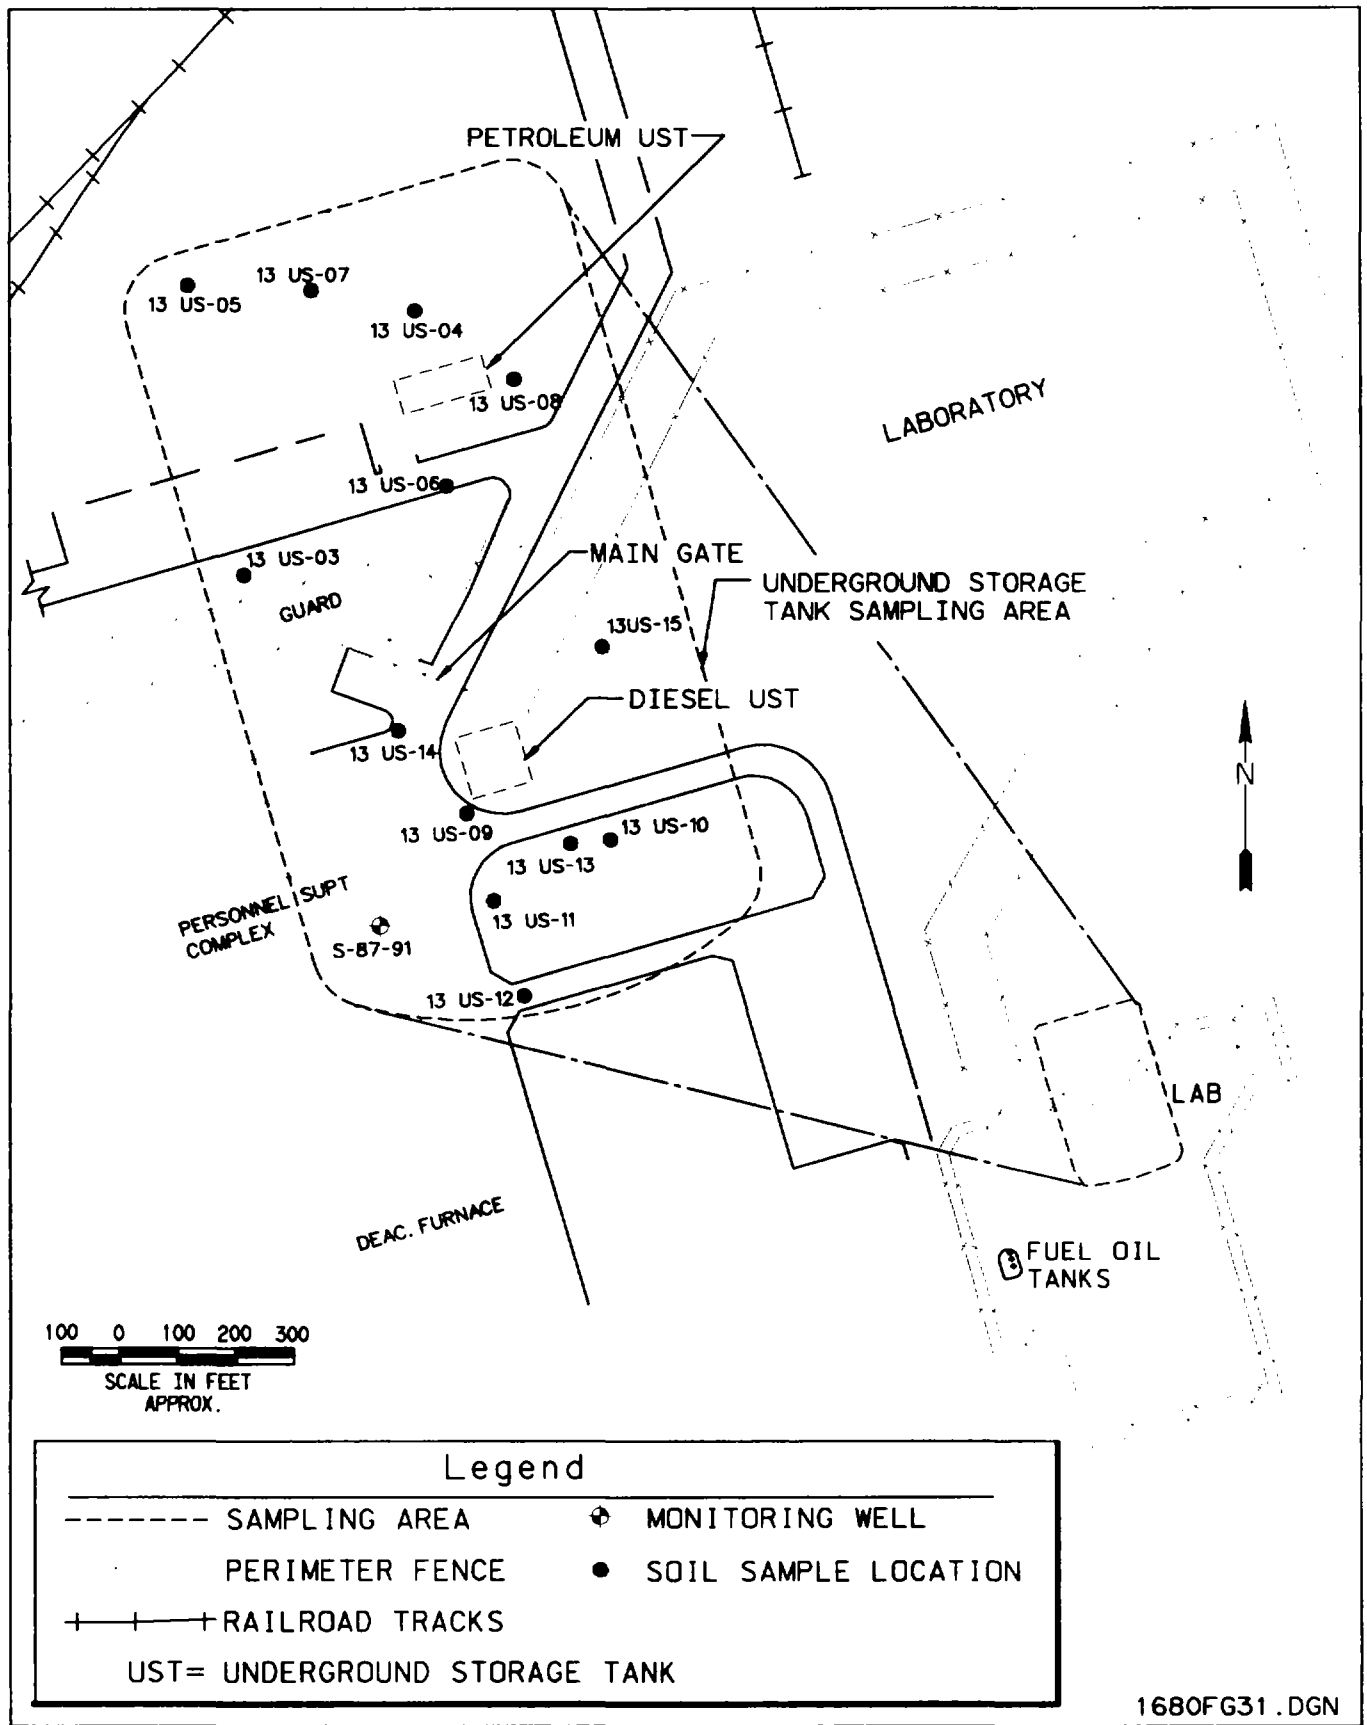 PETROLEUM UST
13 US-07
13 US-05
13 US-04
13 US-08
LABORATORY
13 US-06
13 US-03
MAIN GATE
GUARD
UNDERGROUND STORAGE
TANK SAMPLING AREA
13US-15
DIESEL UST
13 US-14
N
13 US-09
13 US-10
13 US-13
PERSONNEL SUPT
COMPLEX
13 US-11
S-87-91
13 US-12
LAB
DEAC. FURNACE
FUEL OIL
TANKS
100 0 100 200 300
SCALE IN FEET
APPROX.
Legend
SAMPLING AREA
MONITORING WELL
PERIMETER FENCE
SOIL SAMPLE LOCATION
RAILROAD TRACKS
UST= UNDERGROUND STORAGE TANK
1680FG31.DGN